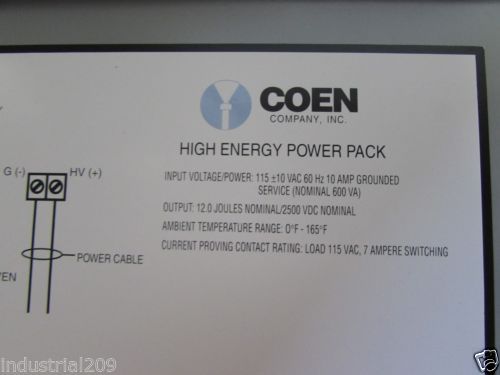 COEN
COMPANY, INC.
HIGH ENERGY POWER PACK
INPUT VOLTAGE/POWER: 115 ±10 VAC 60 Hz 10 AMP GROUNDED
SERVICE (NOMINAL 600 VA)
OUTPUT: 12.0 JOULES NOMINAL/2500 VDC NOMINAL
AMBIENT TEMPERATURE RANGE: 0°F - 165°F
CURRENT PROVING CONTACT RATING: LOAD 115 VAC, 7 AMPERE SWITCHING
G (-)
HV (+)
POWER CABLE
industrial209